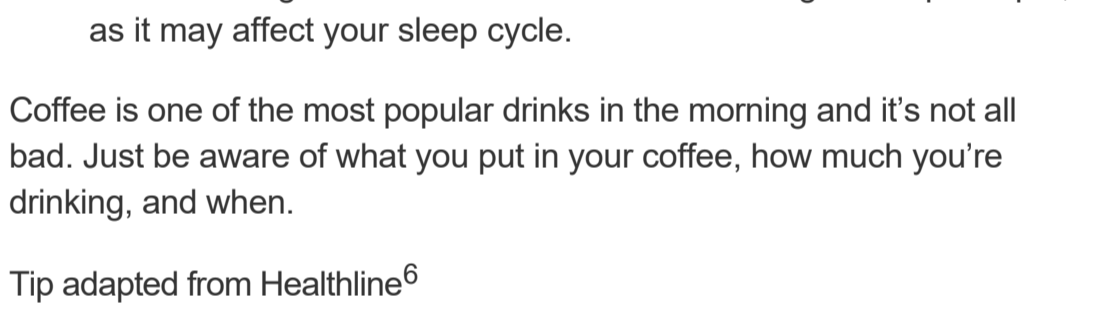 as it may affect your sleep cycle.
Coffee is one of the most popular drinks in the morning and it’s not all
bad. Just be aware of what you put in your coffee, how much you’re
drinking, and when.
Tip adapted from Healthline6